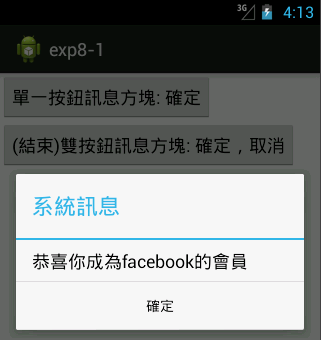 3G 4:13
exp8-1
單一按鈕訊息方塊: 確定
(結束)雙按鈕訊息方塊: 確定，取消
系統訊息
恭喜你成為facebook的會員
確定